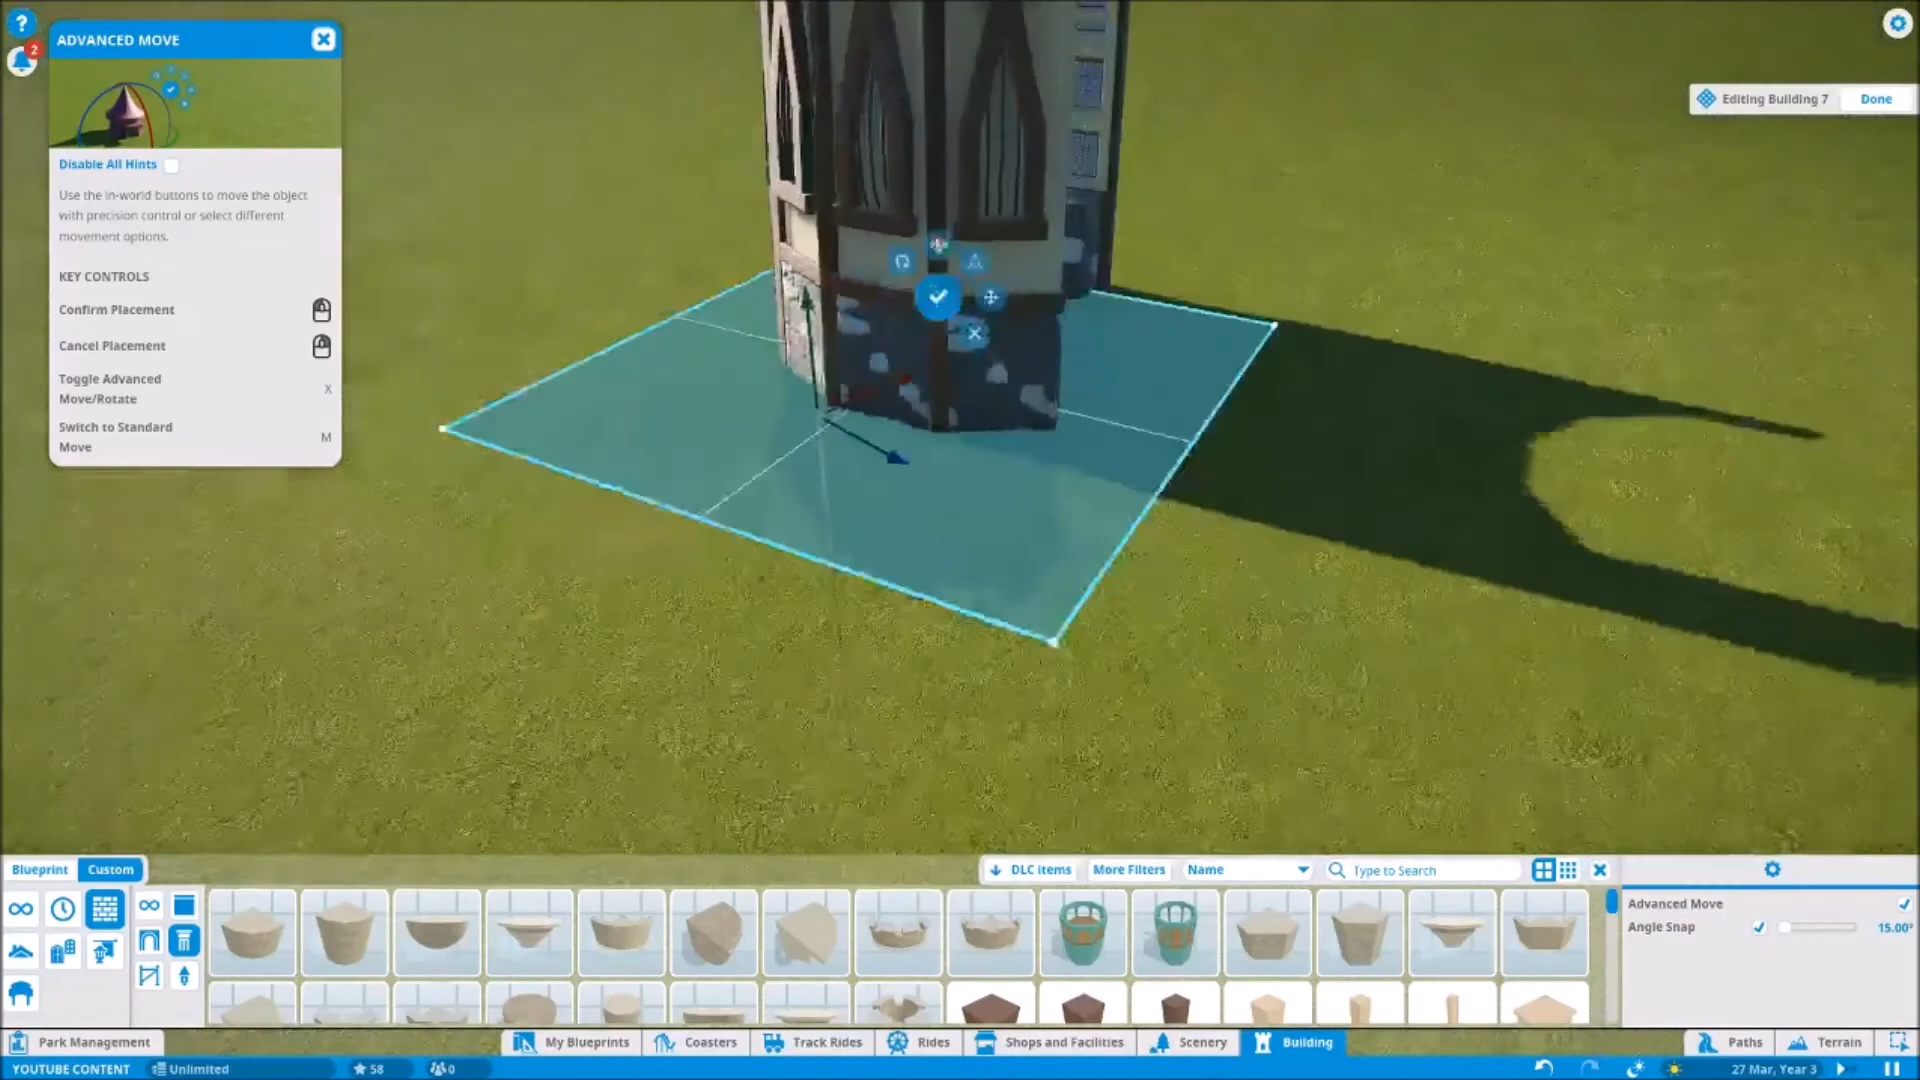 ?
2
ADVANCED MOVE
Disable All Hints
Use the in-world buttons to move the object
with precision control or select different
movement options.
KEY CONTROLS
Confirm Placement
Cancel Placement
Toggle Advanced
Move/Rotate
X
Switch to Standard
Move
M
Editing Building 7
Done
Blueprint
Custom
DLC items
More Filters
Name
Type to Search
Advanced Move
Angle Snap
15.00°
Park Management
My Blueprints
Coasters
Track Rides
Rides
Shops and Facilities
Scenery
Building
Paths
Terrain
YOUTUBE CONTENT
Unlimited
58
0
27 Mar, Year 3